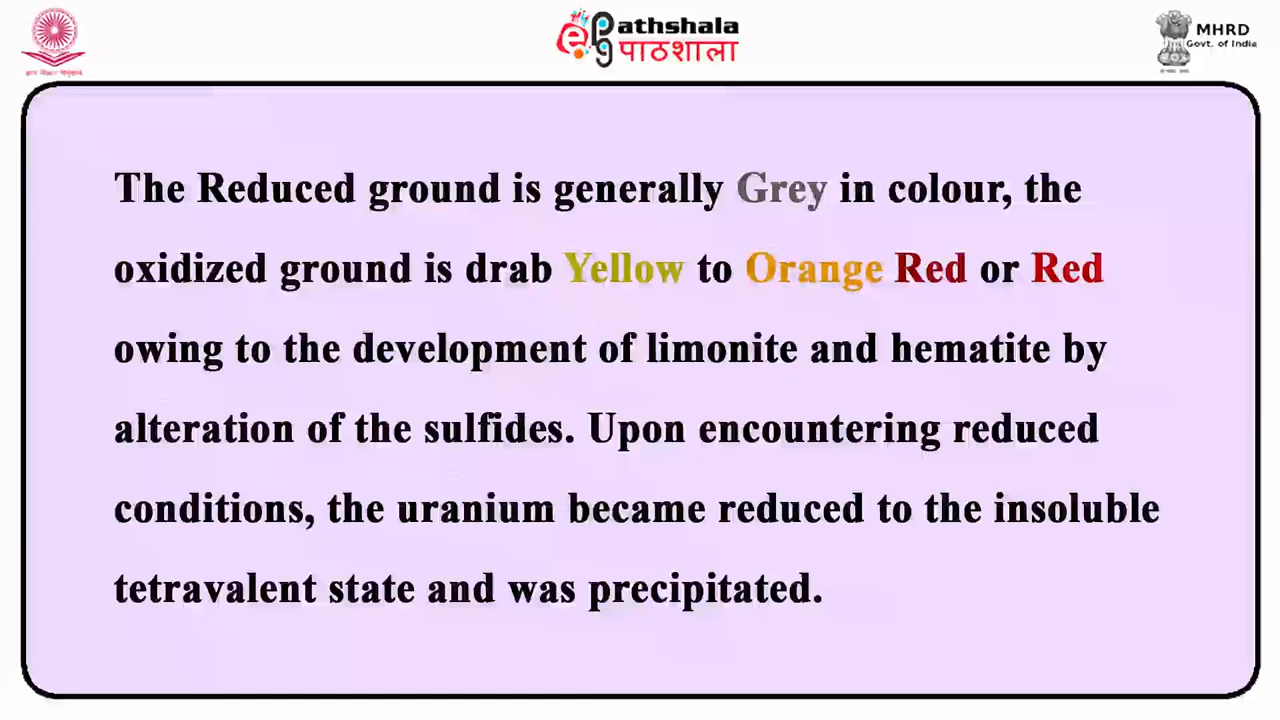 Pathshala
पाठशाला
MHRD
Govt. of India
The Reduced ground is generally Grey in colour, the
oxidized ground is drab Yellow to Orange Red or Red
owing to the development of limonite and hematite by
alteration of the sulfides. Upon encountering reduced
conditions, the uranium became reduced to the insoluble
tetravalent state and was precipitated.